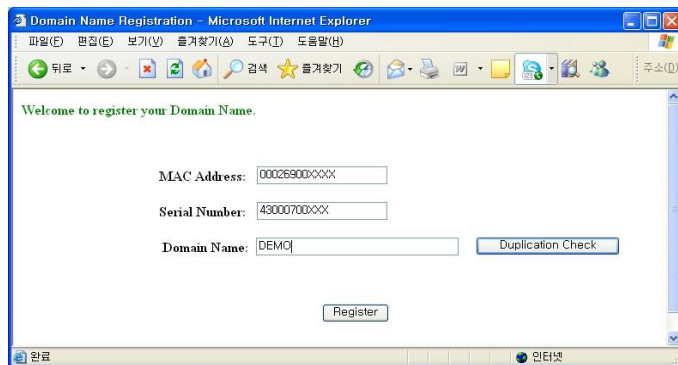 Domain Name Registration - Microsoft Internet Explorer
파일(F) 편집(E) 보기(V) 즐겨찾기(A) 도구(T) 도움말(H)
뒤로 검색 즐겨찾기 주소(D)
Welcome to register your Domain Name.
MAC Address: 00026900XXXX
Serial Number: 43000700XXX
Domain Name: DEMO Duplication Check
Register
완료 인터넷